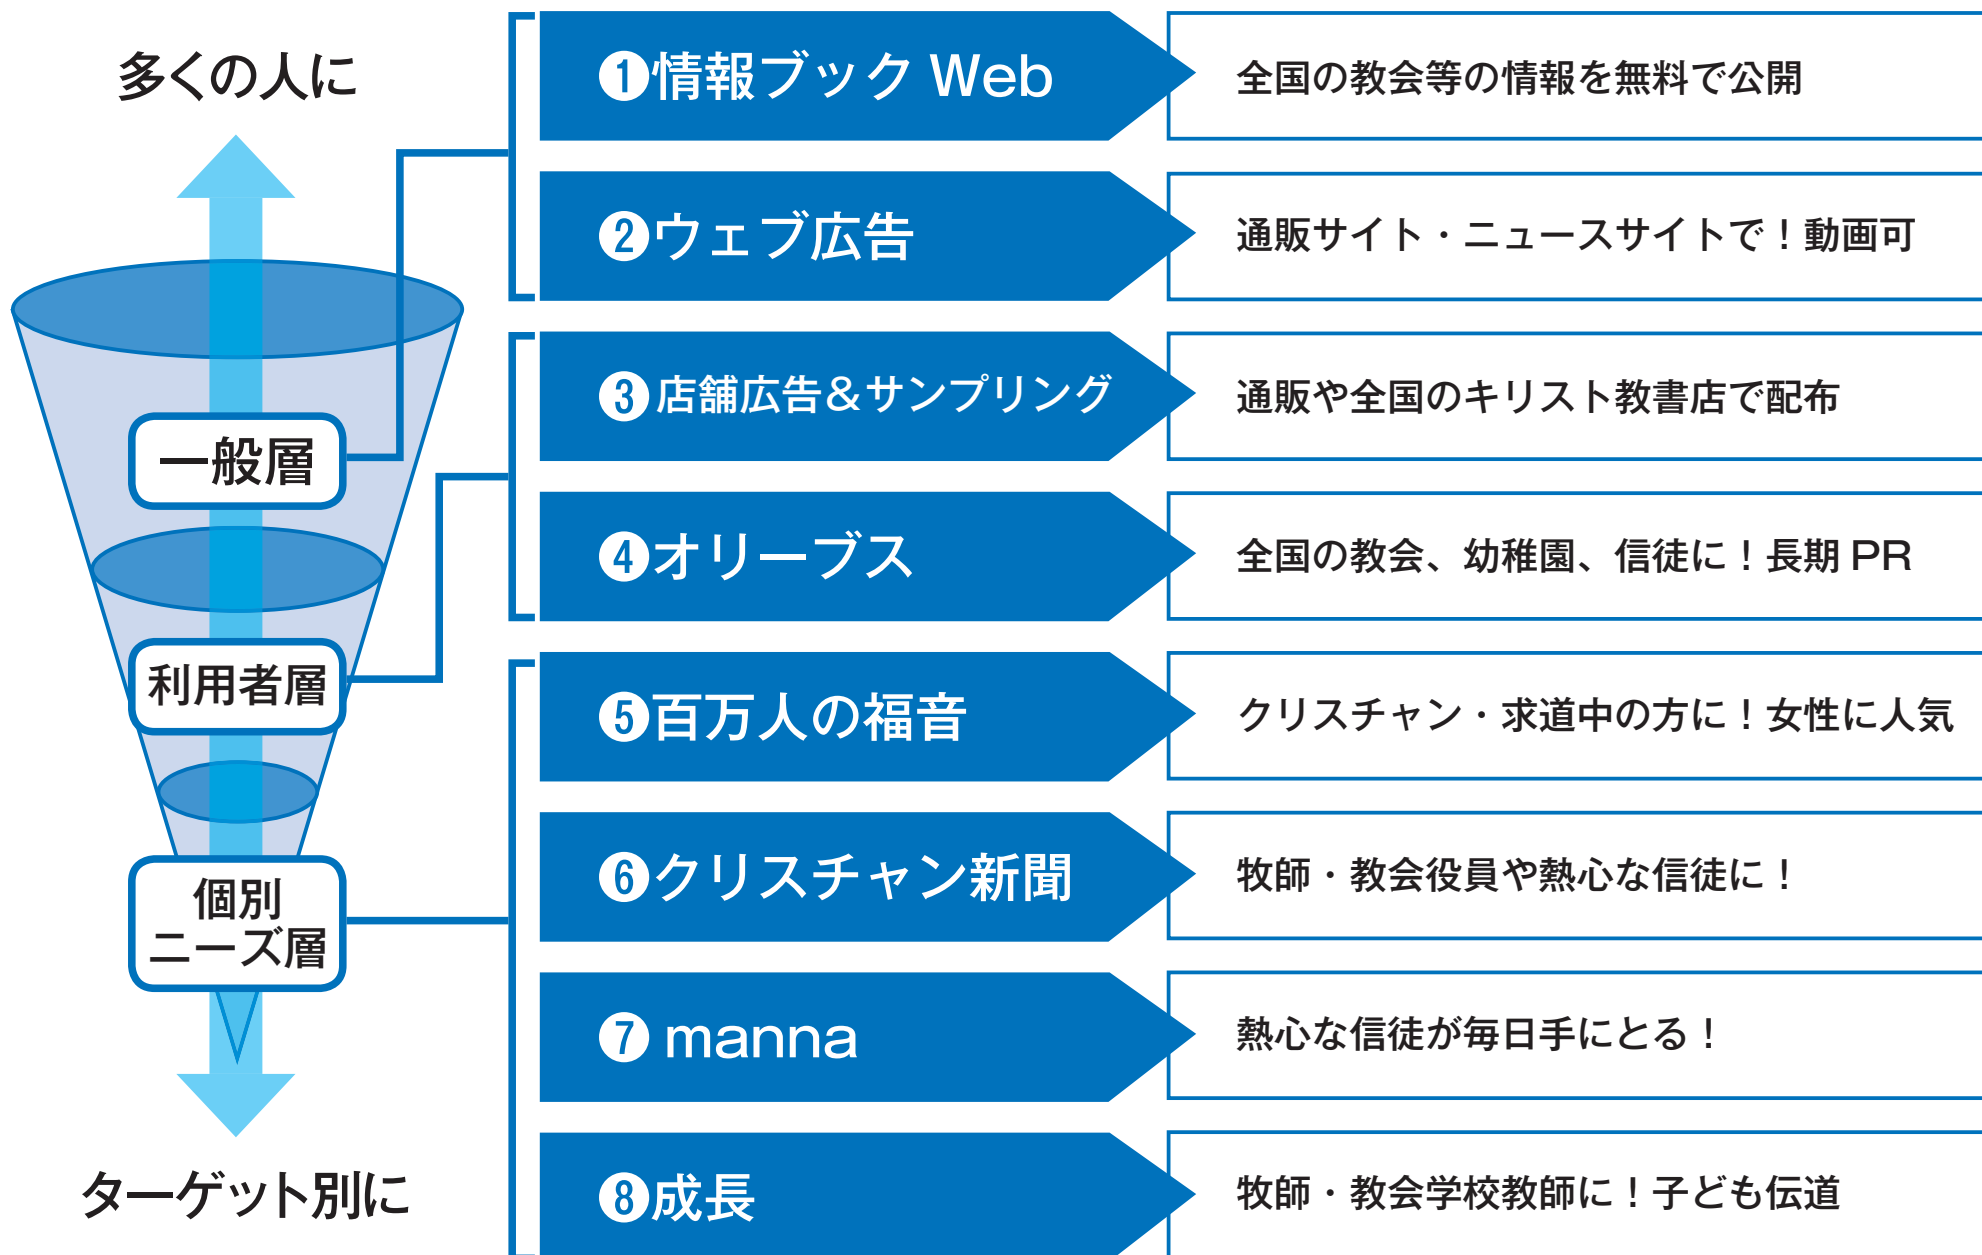 多くの人に
一般層
利用者層
個別
ニーズ層
ターゲット別に
❶情報ブック Web
全国の教会等の情報を無料で公開
❷ウェブ広告
通販サイト・ニュースサイトで！動画可
❸店舗広告&サンプリング
通販や全国のキリスト教書店で配布
❹オリーブス
全国の教会、幼稚園、信徒に！長期 PR
❺百万人の福音
クリスチャン・求道中の方に！女性に人気
❻クリスチャン新聞
牧師・教会役員や熱心な信徒に！
❼ manna
熱心な信徒が毎日手にとる！
❽成長
牧師・教会学校教師に！子ども伝道